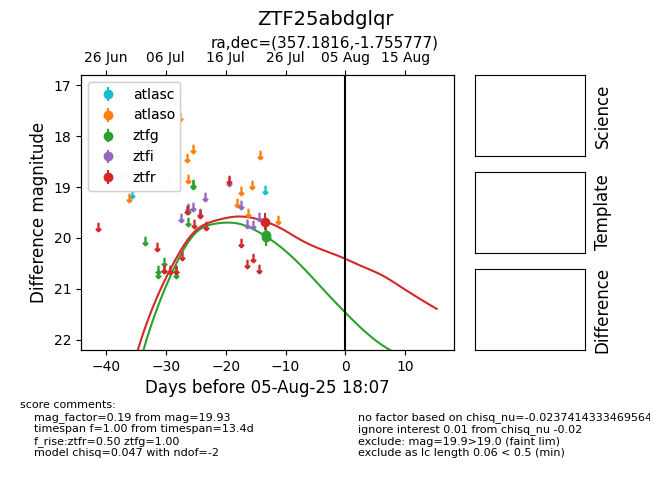 ZTF25abdglqr
ra,dec=(357.1816,-1.755777)
26 Jun 06 Jul 16 Jul 26 Jul 05 Aug 15 Aug
atlasc
atlaso
ztfg
ztfi
ztfr
17
18
19
20
21
22
Difference magnitude
−40 −30 −20 −10 0 10
Days before 05-Aug-25 18:07
Science
Template
Difference
score comments:
mag_factor=0.19 from mag=19.93
timespan f=1.00 from timespan=13.4d
f_rise:ztfr=0.50 ztfg=1.00
model chisq=0.047 with ndof=-2
no factor based on chisq_nu=-0.0237414333469564
ignore interest 0.01 from chisq_nu -0.02
exclude: mag=19.9>19.0 (faint lim)
exclude as lc length 0.06 < 0.5 (min)